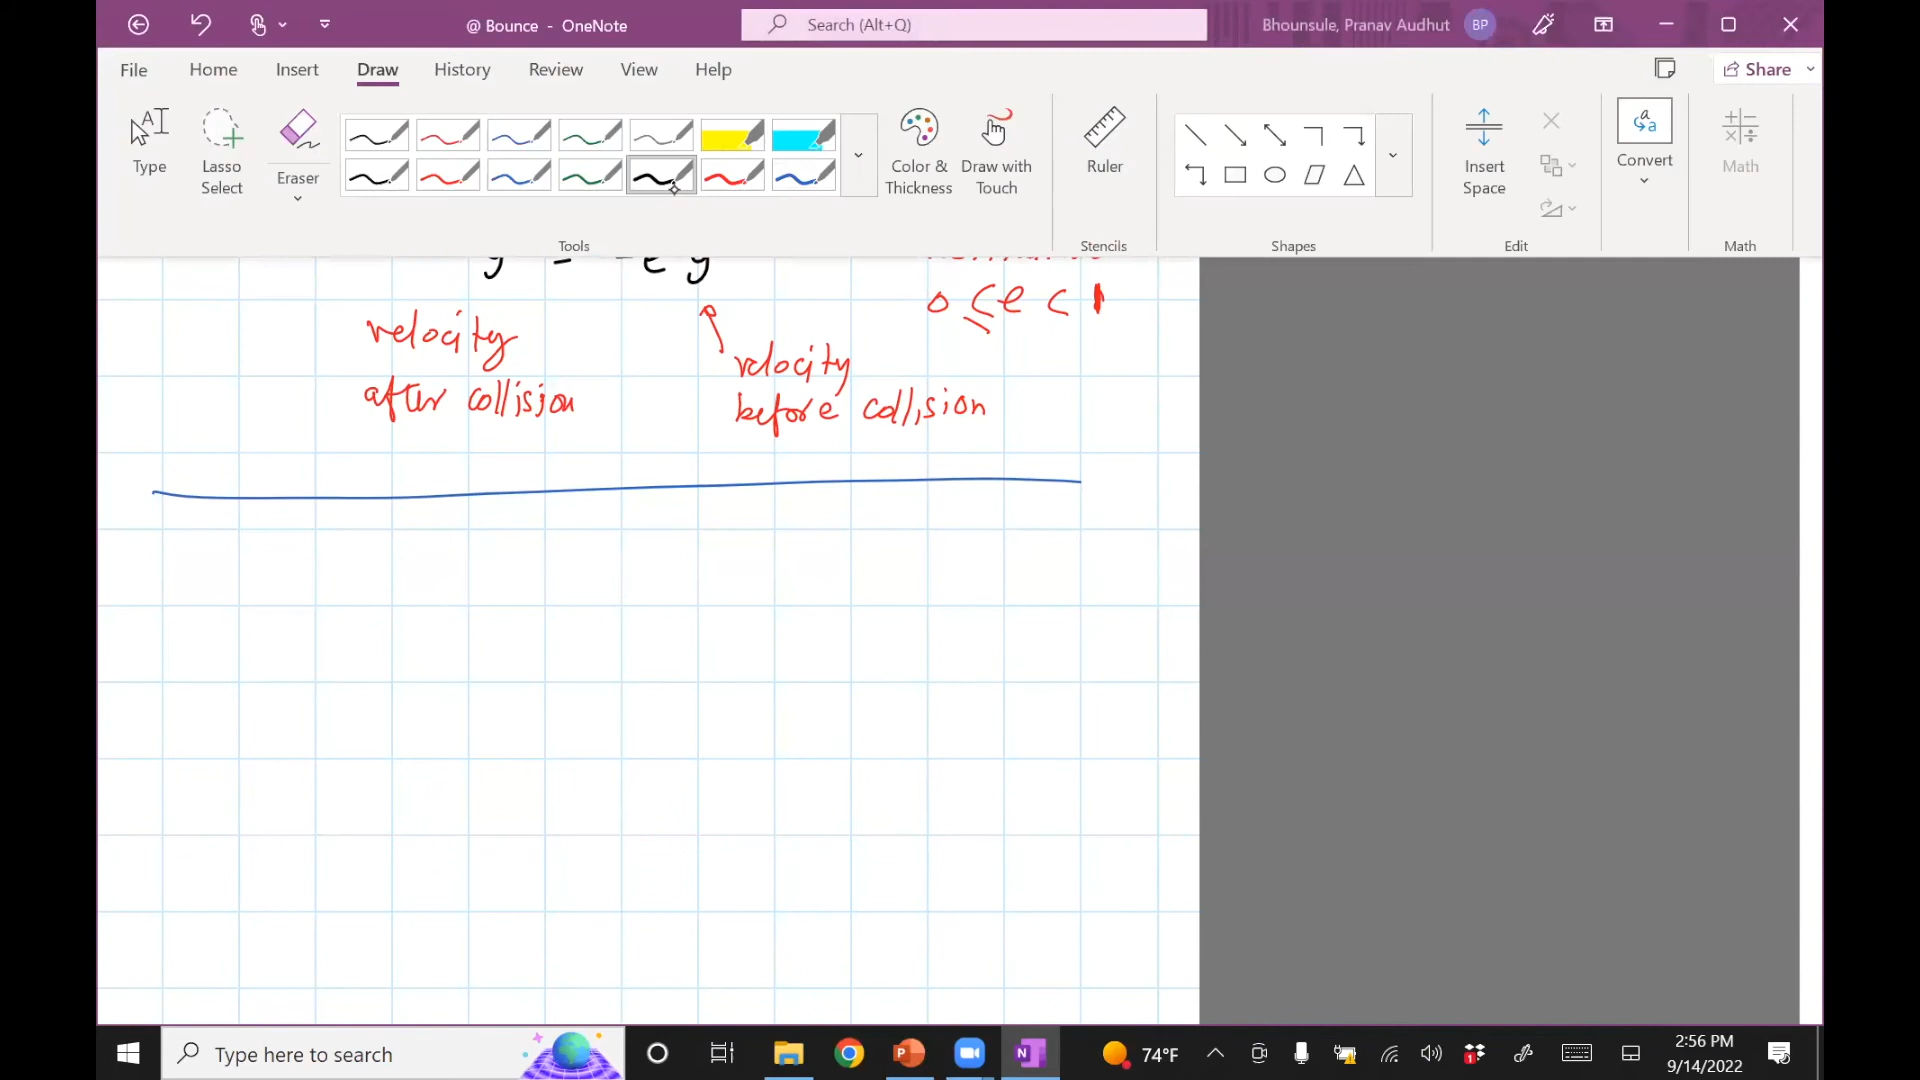 @ Bounce - OneNote
Search (Alt+Q)
Bhounsule, Pranav Audhut
BP
File Home Insert Draw History Review View Help
Share
Type
Lasso Select
Eraser
Color & Thickness
Draw with Touch
Ruler
Insert Space
Convert
Math
Tools
Stencils
Shapes
Edit
Math
0 ≤ e < 1
velocity
after collision
velocity
before collision
Type here to search
74°F
2:56 PM
9/14/2022